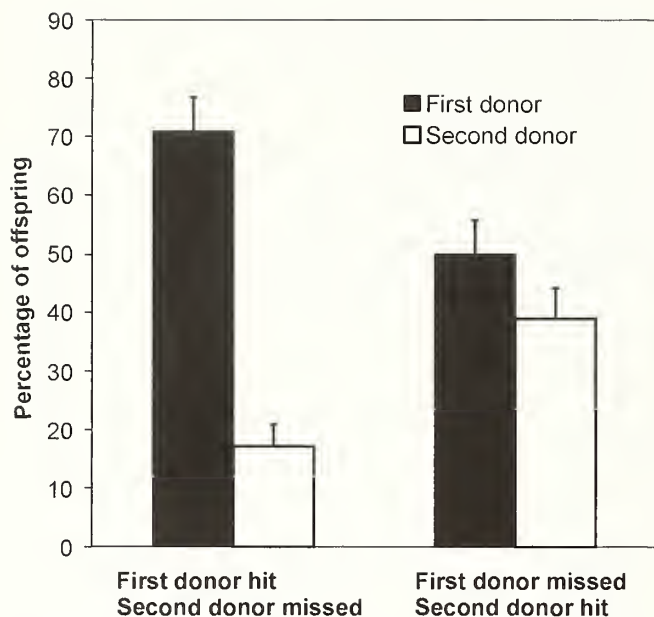 90
80
70
60
50
40
30
20
10
0
Percentage of offspring
First donor
Second donor
First donor hit
Second donor missed
First donor missed
Second donor hit